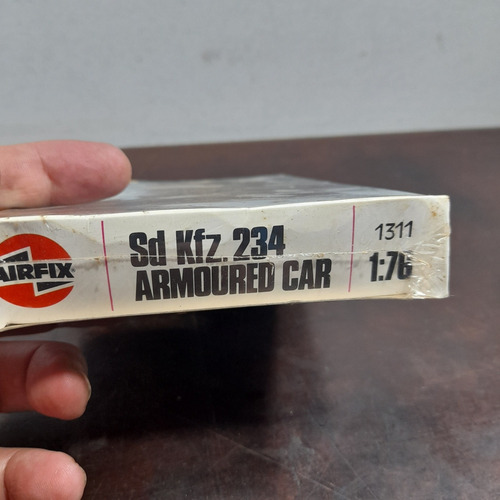 AIRFIX
Sd Kfz. 234
ARMOURED CAR
1311
1:76